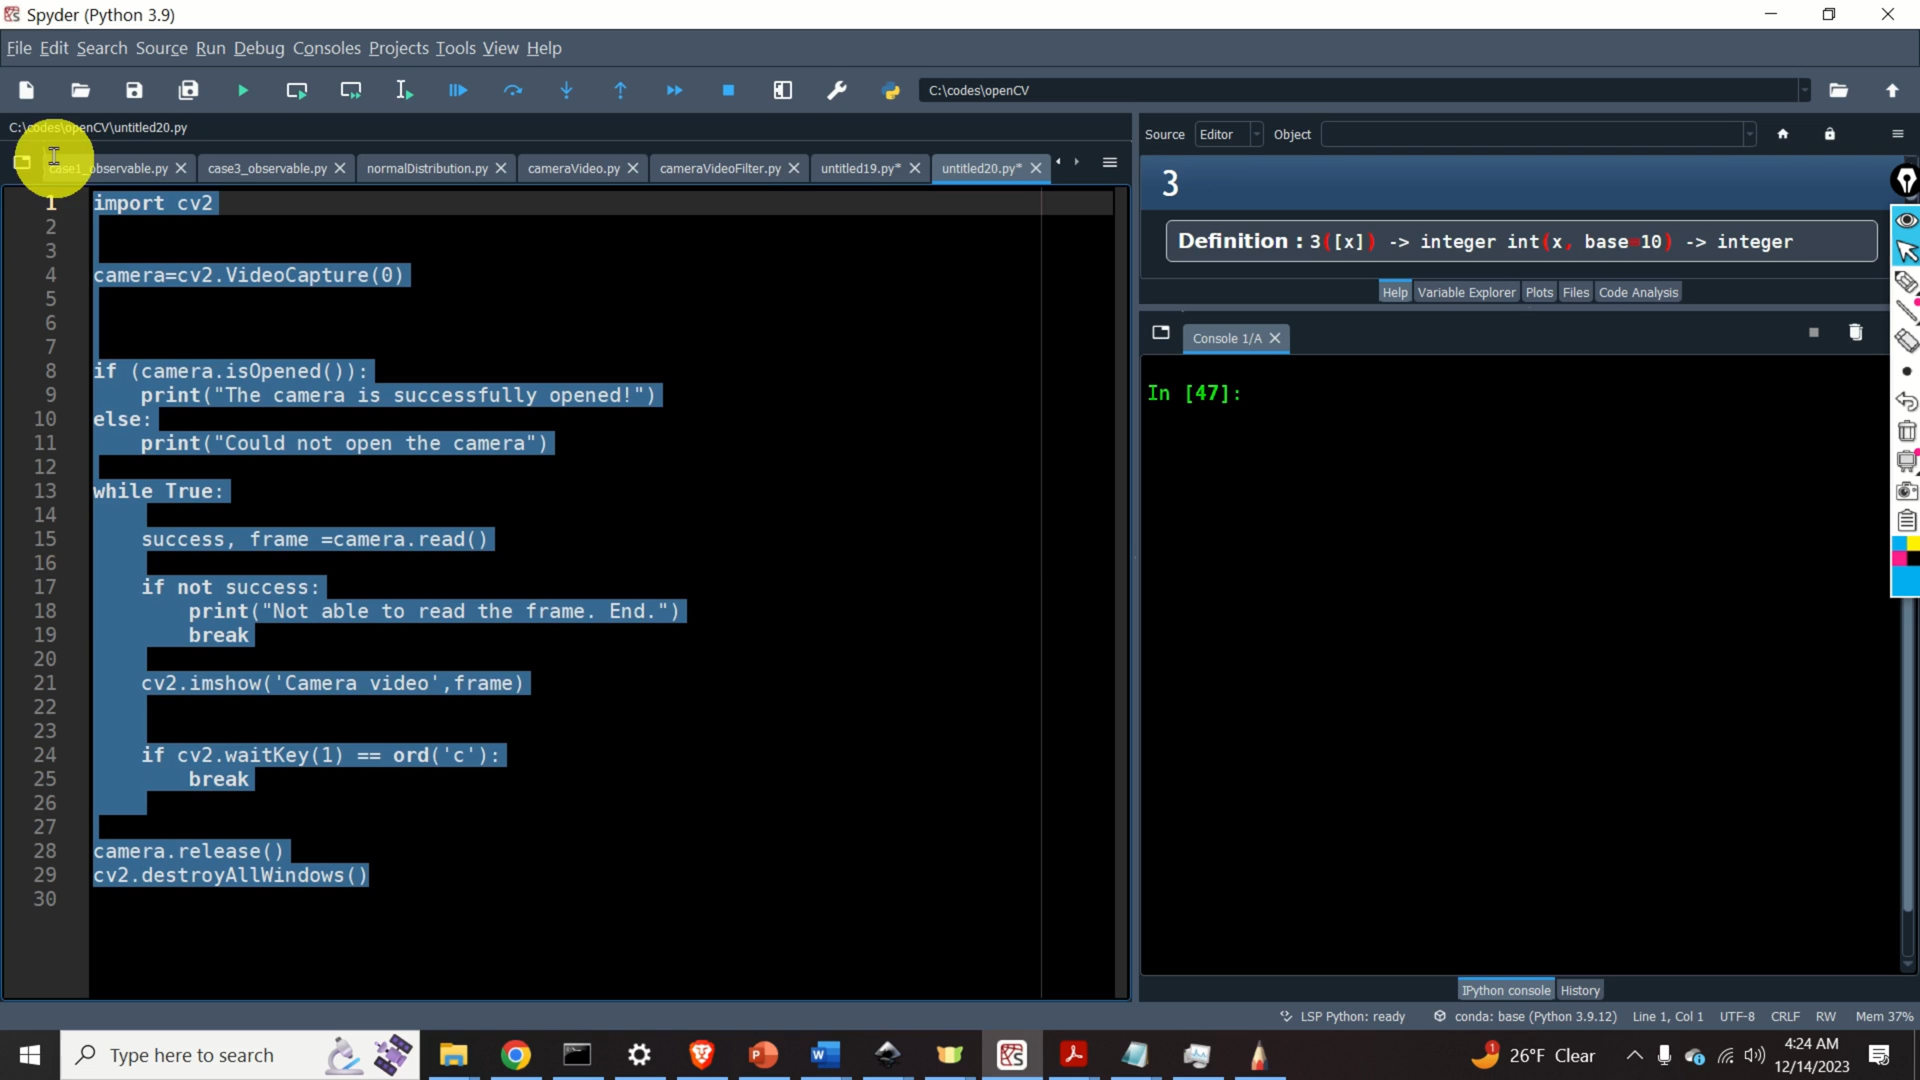 Spyder (Python 3.9)
File Edit Search Source Run Debug Consoles Projects Tools View Help
C:\codes\openCV
C:\codes\openCV\untitled20.py
case1_observable.py case3_observable.py normalDistribution.py cameraVideo.py cameraVideoFilter.py untitled19.py* untitled20.py*
1 import cv2
2
3
4 camera=cv2.VideoCapture(0)
5
6
7
8 if (camera.isOpened()):
9 print("The camera is successfully opened!")
10 else:
11 print("Could not open the camera")
12
13 while True:
14
15 success, frame =camera.read()
16
17 if not success:
18 print("Not able to read the frame. End.")
19 break
20
21 cv2.imshow('Camera video',frame)
22
23
24 if cv2.waitKey(1) == ord('c'):
25 break
26
27
28 camera.release()
29 cv2.destroyAllWindows()
30
Source Editor Object
3
Definition : 3([x]) -> integer int(x, base=10) -> integer
Help Variable Explorer Plots Files Code Analysis
Console 1/A
In [47]:
IPython console History
LSP Python: ready conda: base (Python 3.9.12) Line 1, Col 1 UTF-8 CRLF RW Mem 37%
Type here to search
1
26°F Clear
4:24 AM
12/14/2023